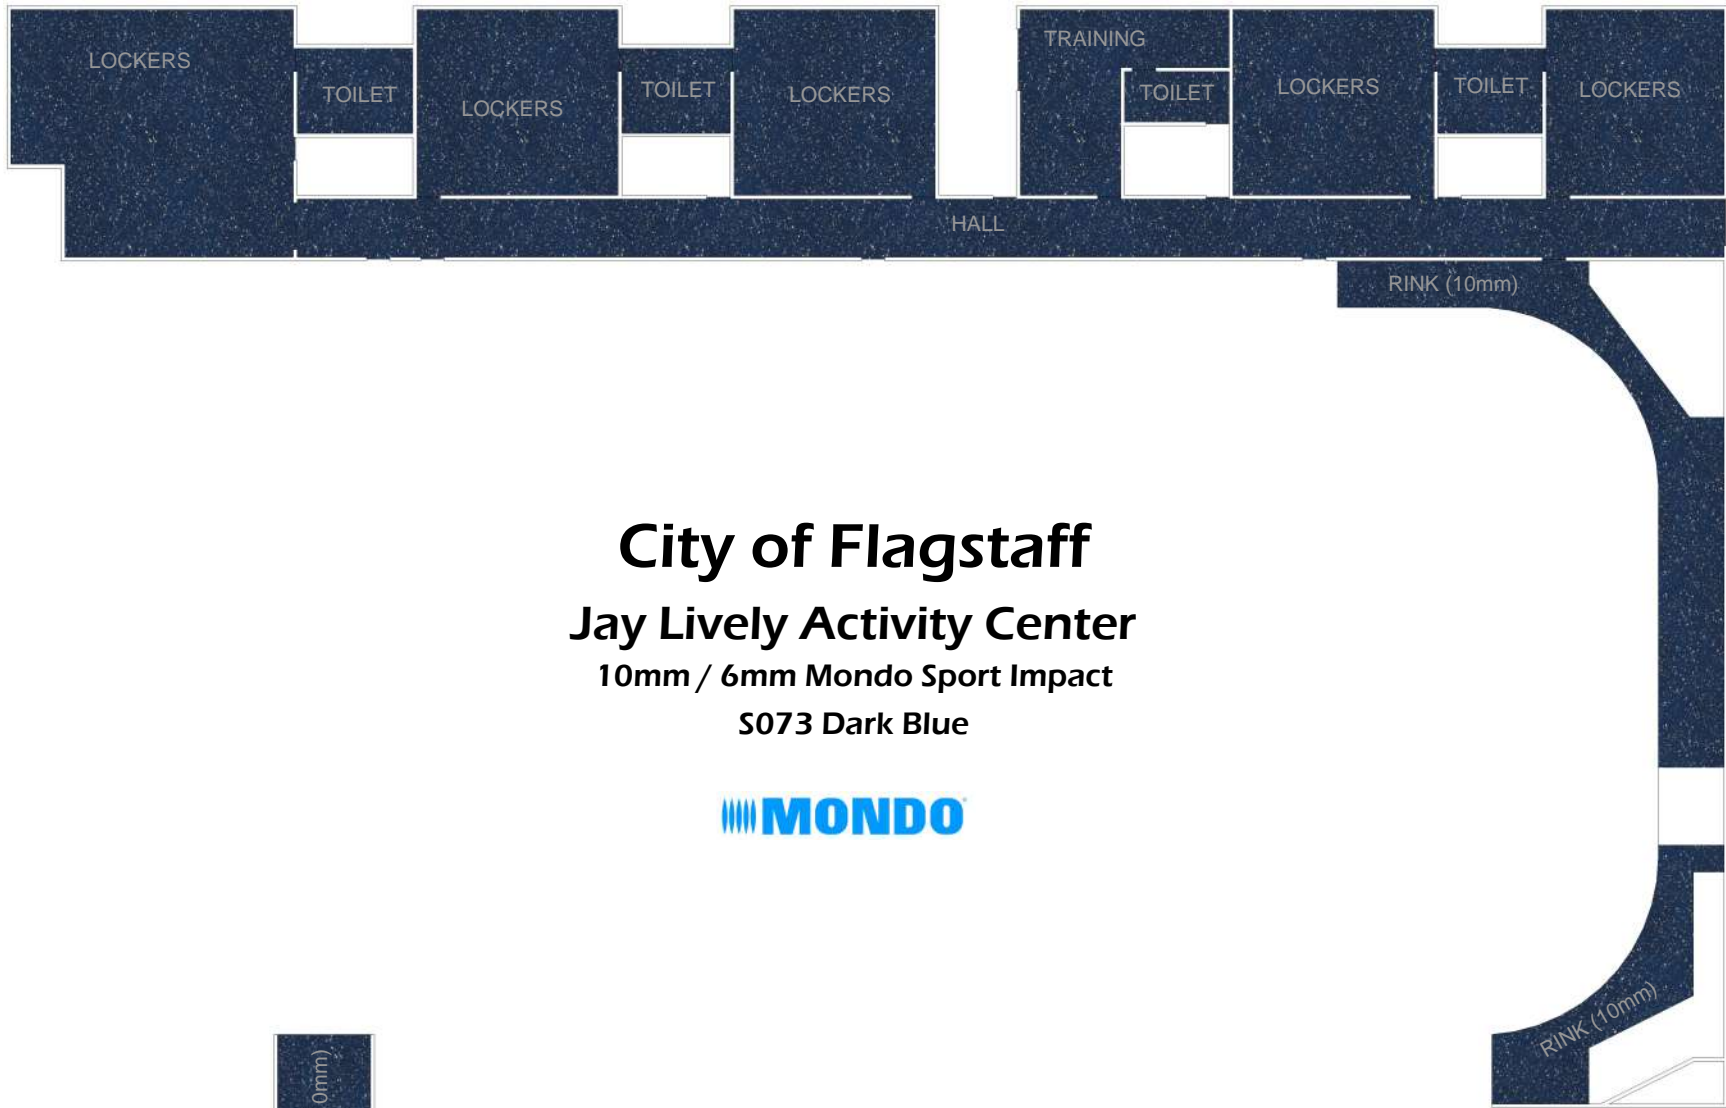 LOCKERS
TOILET
LOCKERS
TOILET
LOCKERS
TRAINING
TOILET
LOCKERS
TOILET
LOCKERS
HALL
RINK (10mm)
City of Flagstaff
Jay Lively Activity Center
10mm / 6mm Mondo Sport Impact
S073 Dark Blue
MONDO
RINK (10mm)
0mm)